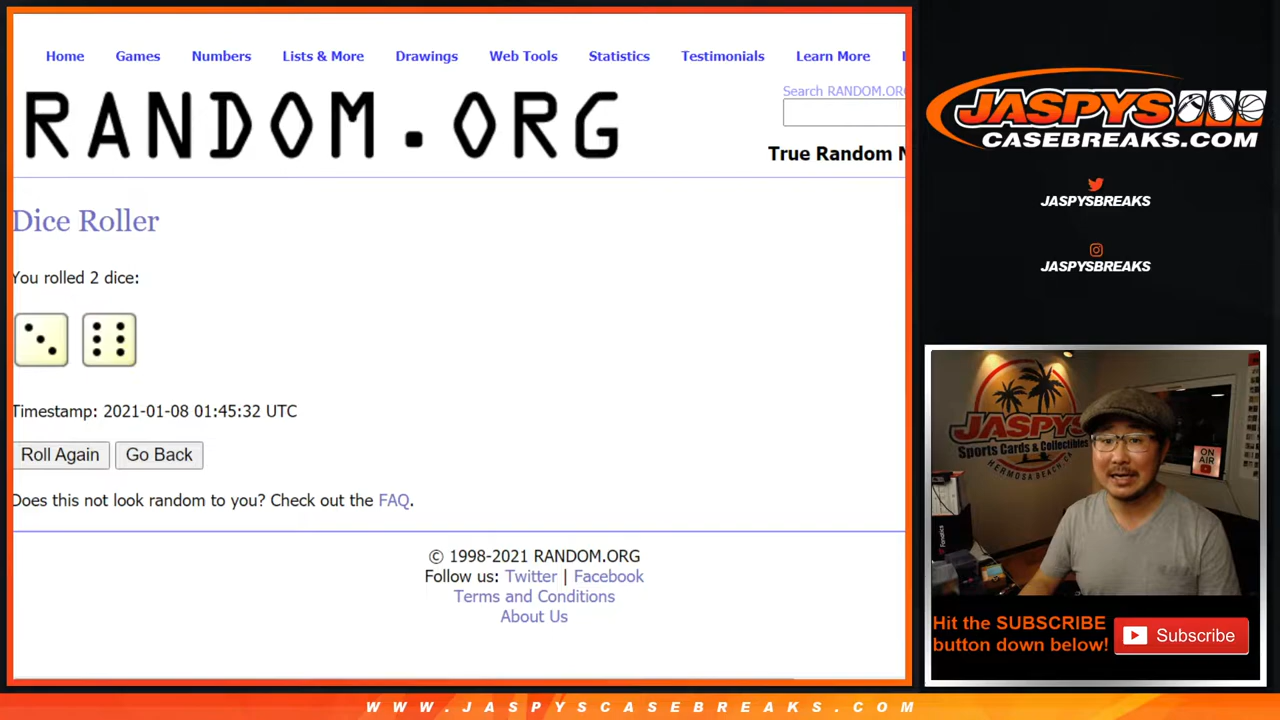 Home Games Numbers Lists & More Drawings Web Tools Statistics Testimonials Learn More
Search RANDOM.ORG
RANDOM.ORG
True Random
Dice Roller
You rolled 2 dice:
Timestamp: 2021-01-08 01:45:32 UTC
Roll Again Go Back
Does this not look random to you? Check out the FAQ.
© 1998-2021 RANDOM.ORG
Follow us: Twitter | Facebook
Terms and Conditions
About Us
JASPYS
CASEBREAKS.COM
JASPYSBREAKS
JASPYSBREAKS
JASPYS
Sports Cards & Collectibles
HERMOSA BEACH, CA
ON
AIR
Fanatics
Hit the SUBSCRIBE
button down below!
Subscribe
WWW.JASPYSCASEBREAKS.COM